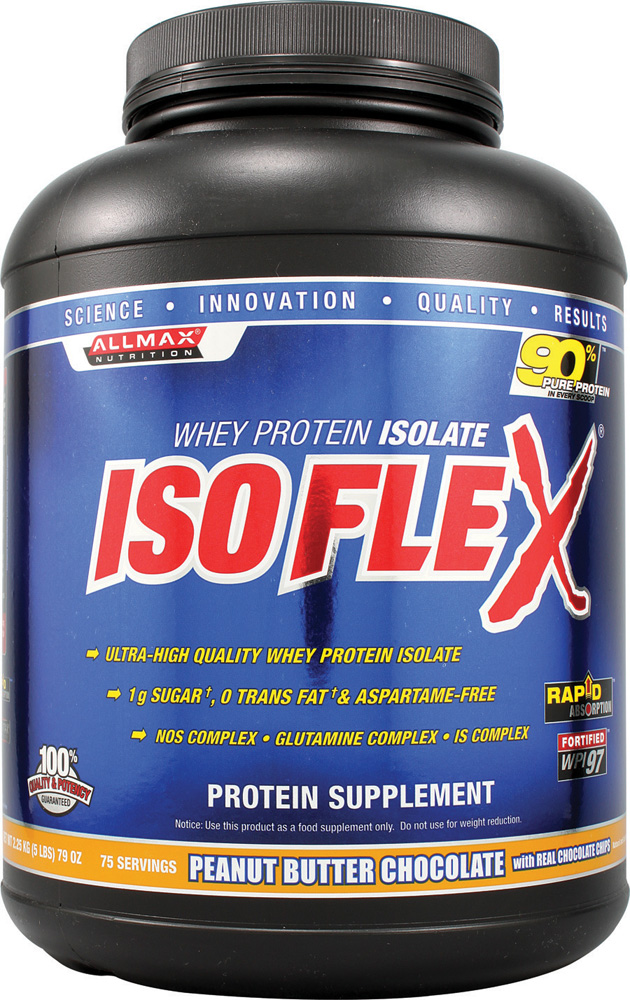 SCIENCE • INNOVATION • QUALITY • RESULTS
ALLMAX®
NUTRITION
90%™
PURE PROTEIN
IN EVERY SCOOP
WHEY PROTEIN ISOLATE
ISOFLEX®
➡ ULTRA-HIGH QUALITY WHEY PROTEIN ISOLATE
➡ 1g SUGAR†, 0 TRANS FAT† & ASPARTAME-FREE
➡ NOS COMPLEX • GLUTAMINE COMPLEX • IS COMPLEX
RAPID
ABSORPTION
FORTIFIED
WPI97
100%
QUALITY & POTENCY
GUARANTEED
PROTEIN SUPPLEMENT
Notice: Use this product as a food supplement only. Do not use for weight reduction.
2.25 KG (5 LBS) 79 OZ 75 SERVINGS PEANUT BUTTER CHOCOLATE with REAL CHOCOLATE CHIPS